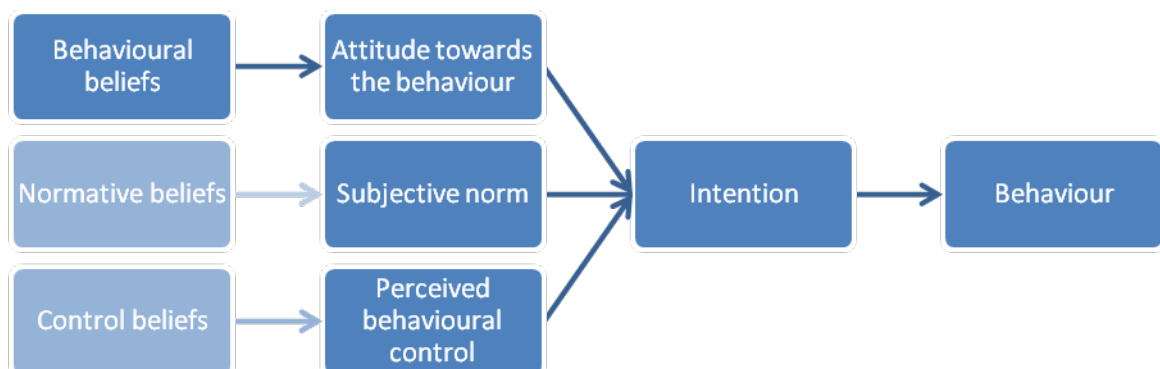 Behavioural
beliefs
Attitude towards
the behaviour
Normative beliefs
Subjective norm
Intention
Behaviour
Control beliefs
Perceived
behavioural
control